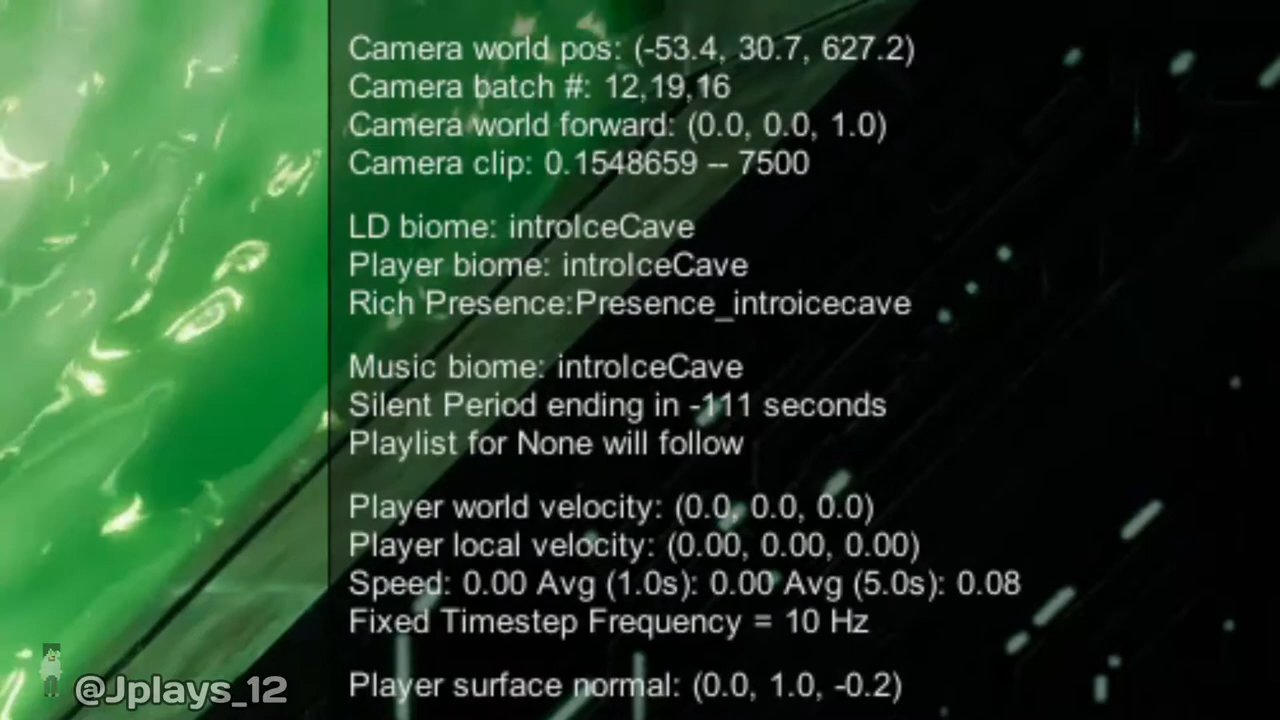 Camera world pos: (-53.4, 30.7, 627.2)
Camera batch #: 12,19,16
Camera world forward: (0.0, 0.0, 1.0)
Camera clip: 0.1548659 -- 7500
LD biome: introIceCave
Player biome: introIceCave
Rich Presence:Presence_introicecave
Music biome: introIceCave
Silent Period ending in -111 seconds
Playlist for None will follow
Player world velocity: (0.0, 0.0, 0.0)
Player local velocity: (0.00, 0.00, 0.00)
Speed: 0.00 Avg (1.0s): 0.00 Avg (5.0s): 0.08
Fixed Timestep Frequency = 10 Hz
Player surface normal: (0.0, 1.0, -0.2)
@Jplays_12